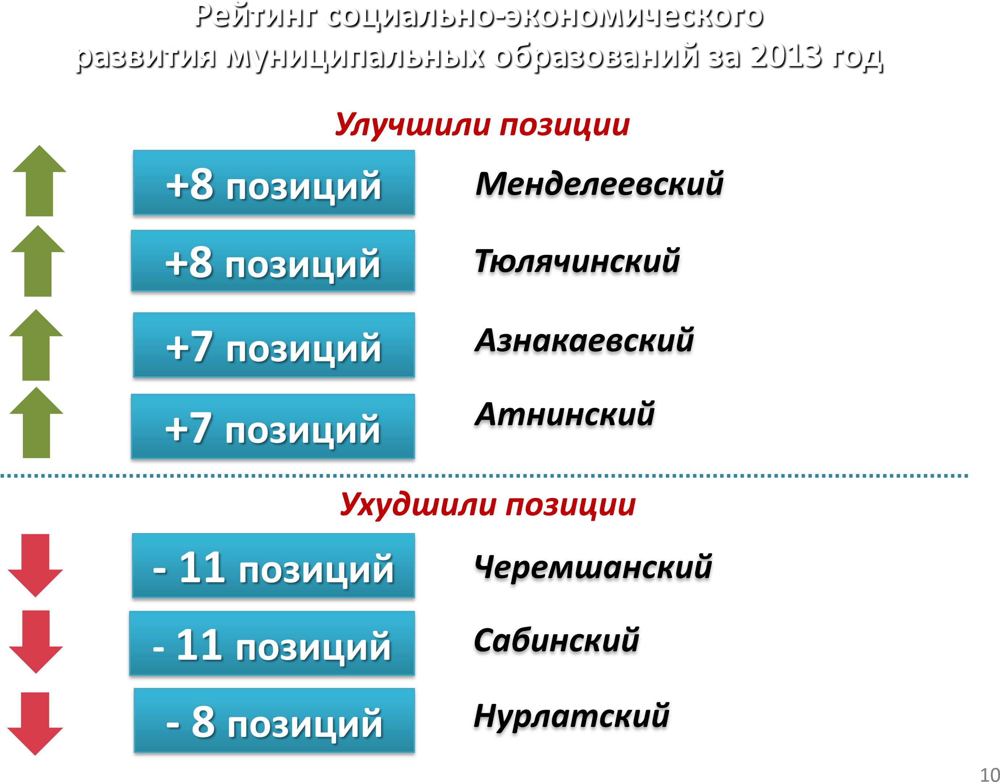 Рейтинг социально-экономического
развития муниципальных образований за 2013 год
Улучшили позиции
+8 позиций Менделеевский
+8 позиций Тюлячинский
+7 позиций Азнакаевский
+7 позиций Атнинский
Ухудшили позиции
- 11 позиций Черемшанский
- 11 позиций Сабинский
- 8 позиций Нурлатский
10